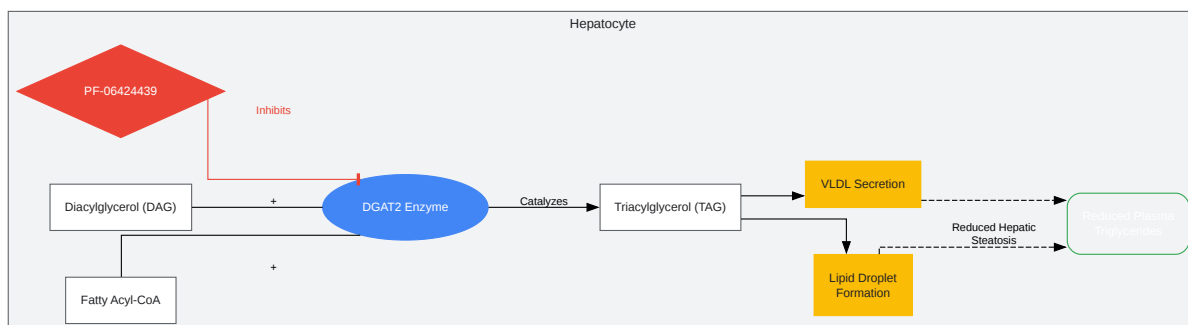 Hepatocyte
PF-06424439
Inhibits
Diacylglycerol (DAG)
+
DGAT2 Enzyme
Catalyzes
Triacylglycerol (TAG)
VLDL Secretion
Reduced Plasma
Triglycerides
Reduced Hepatic
Steatosis
+
Fatty Acyl-CoA
Lipid Droplet
Formation